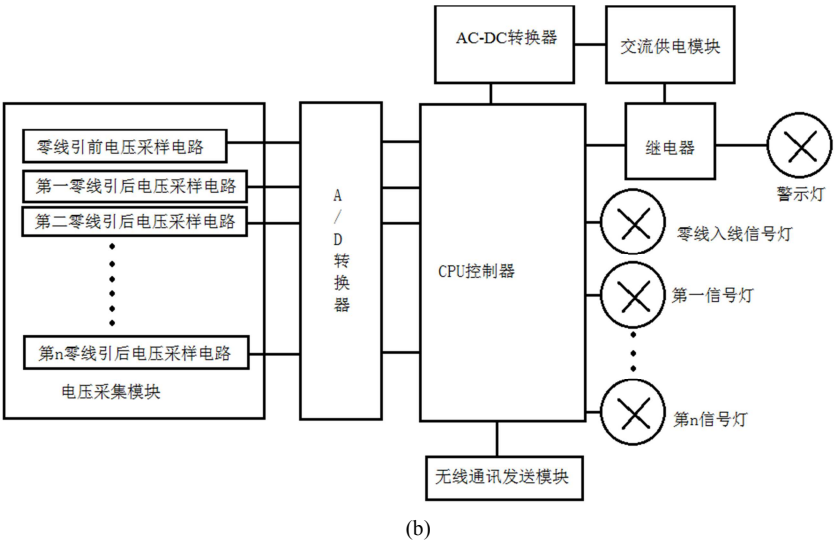 AC-DC转换器
交流供电模块
零线引前电压采样电路
第一零线引后电压采样电路
第二零线引后电压采样电路
第n零线引后电压采样电路
电压采集模块
A/D转换器
CPU控制器
继电器
警示灯
零线入线信号灯
第一信号灯
第n信号灯
无线通讯发送模块
(b)